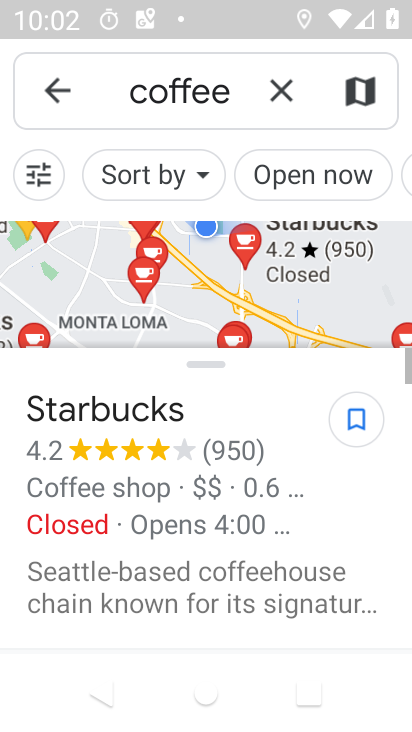 10:02
coffee
Sort by
Open now
Starbucks
4.2 ★ (950)
Closed
MONTA LOMA
Starbucks
4.2 ★★★★★ (950)
Coffee shop · $$ · 0.6 ...
Closed · Opens 4:00 ...
Seattle-based coffeehouse
chain known for its signatur...